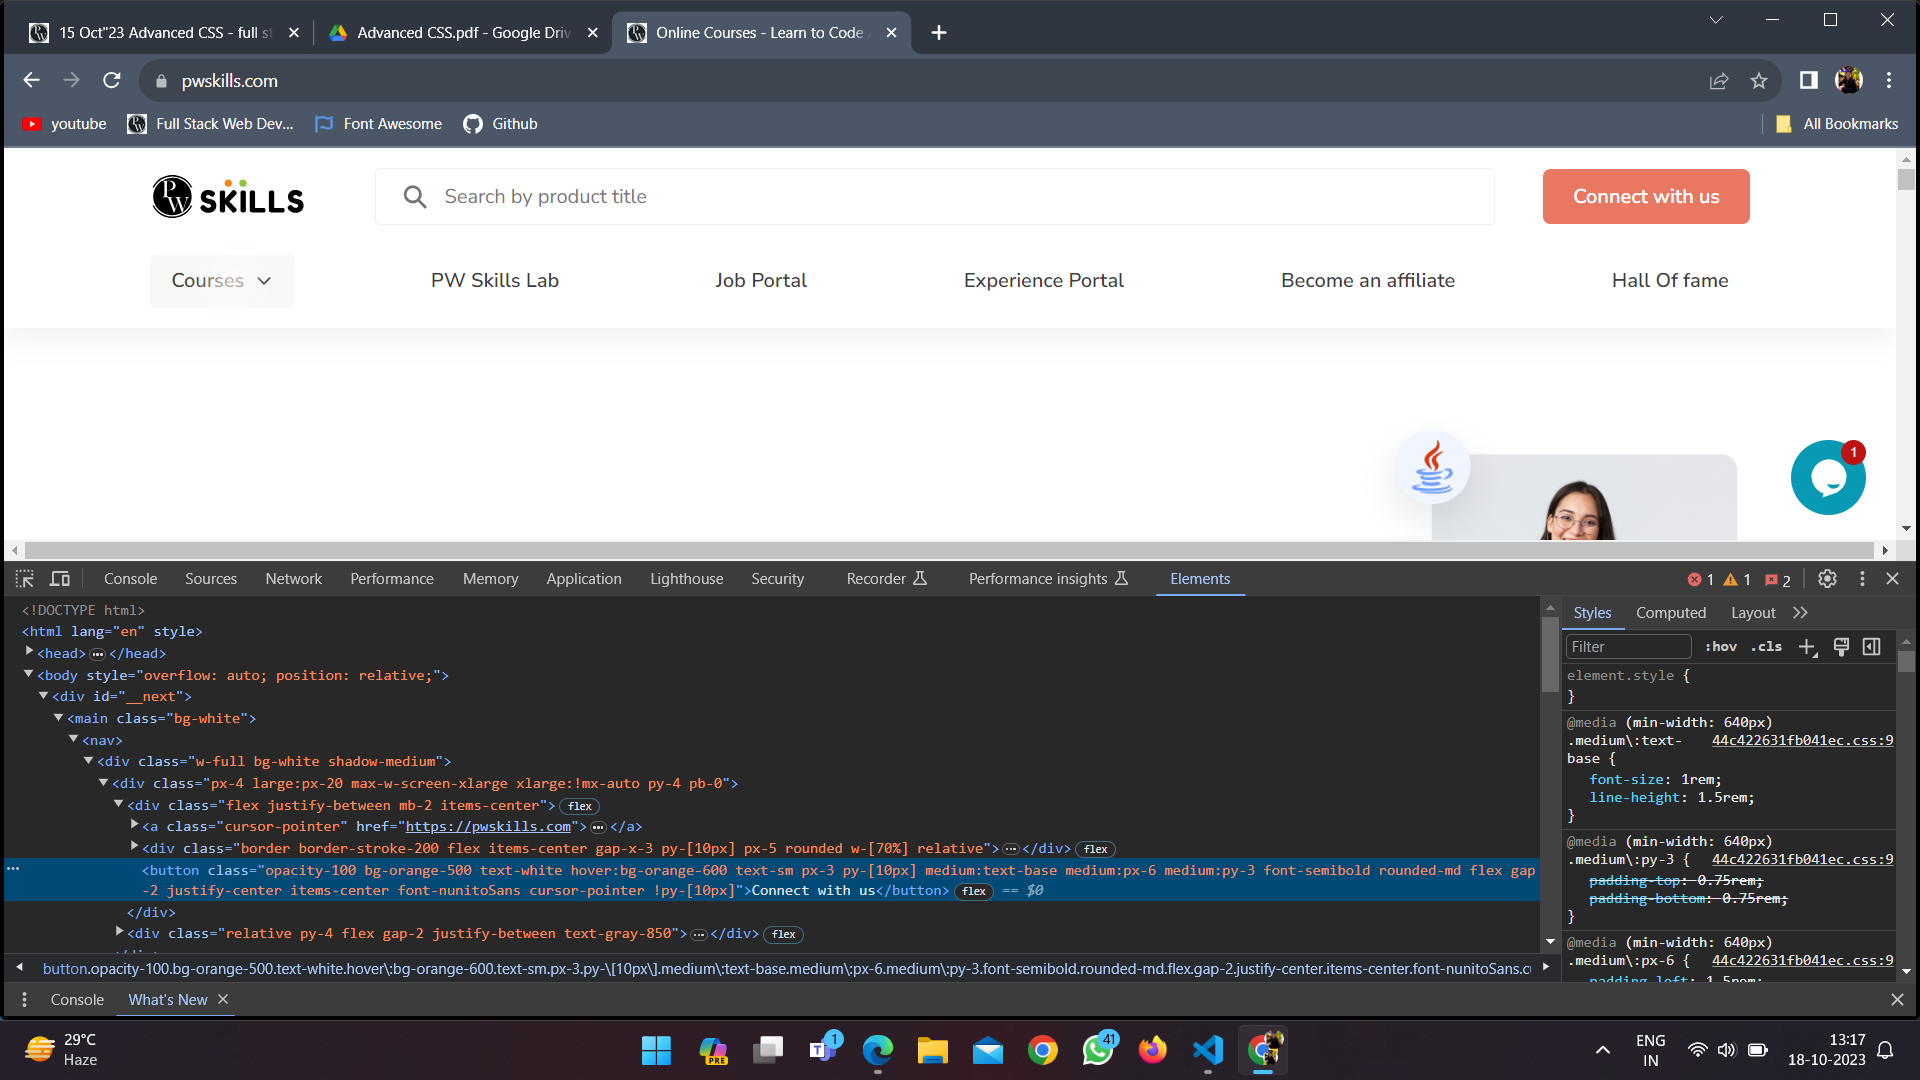 15 Oct"23 Advanced CSS - full st
Advanced CSS.pdf - Google Driv
Online Courses - Learn to Code A
pwskills.com
youtube
Full Stack Web Dev...
Font Awesome
Github
All Bookmarks
PW SKILLS
Search by product title
Connect with us
Courses
PW Skills Lab
Job Portal
Experience Portal
Become an affiliate
Hall Of fame
1
Console
Sources
Network
Performance
Memory
Application
Lighthouse
Security
Recorder
Performance insights
Elements
1
1
2
<!DOCTYPE html>
<html lang="en" style>
<head>…</head>
<body style="overflow: auto; position: relative;">
<div id="__next">
<main class="bg-white">
<nav>
<div class="w-full bg-white shadow-medium">
<div class="px-4 large:px-20 max-w-screen-xlarge xlarge:!mx-auto py-4 pb-0">
<div class="flex justify-between mb-2 items-center"> flex
<a class="cursor-pointer" href="https://pwskills.com">…</a>
<div class="border border-stroke-200 flex items-center gap-x-3 py-[10px] px-5 rounded w-[70%] relative">…</div> flex
<button class="opacity-100 bg-orange-500 text-white hover:bg-orange-600 text-sm px-3 py-[10px] medium:text-base medium:px-6 medium:py-3 font-semibold rounded-md flex gap
-2 justify-center items-center font-nunitoSans cursor-pointer !py-[10px]">Connect with us</button> flex == $0
</div>
<div class="relative py-4 flex gap-2 justify-between text-gray-850">…</div> flex
button.opacity-100.bg-orange-500.text-white.hover\:bg-orange-600.text-sm.px-3.py-\[10px\].medium\:text-base.medium\:px-6.medium\:py-3.font-semibold.rounded-md.flex.gap-2.justify-center.items-center.font-nunitoSans.cu
Styles
Computed
Layout
Filter
:hov
.cls
element.style {
}
@media (min-width: 640px)
.medium\:text- 44c422631fb041ec.css:9
base {
font-size: 1rem;
line-height: 1.5rem;
}
@media (min-width: 640px)
.medium\:py-3 { 44c422631fb041ec.css:9
padding-top: 0.75rem;
padding-bottom: 0.75rem;
}
@media (min-width: 640px)
.medium\:px-6 { 44c422631fb041ec.css:9
padding-left: 1.5rem;
Console
What's New
29°C
Haze
PRE
1
41
ENG
IN
13:17
18-10-2023